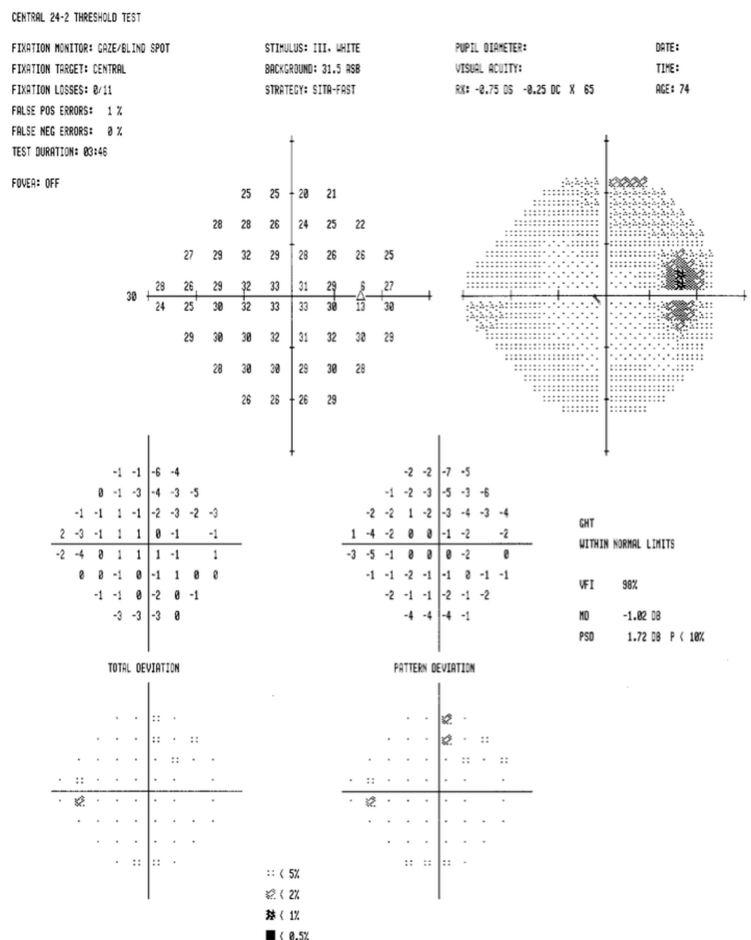 CENTRAL 24-2 THRESHOLD TEST
FIXATION MONITOR: GAZE/BLIND SPOT STIMULUS: III, WHITE PUPIL DIAMETER: DATE:
FIXATION TARGET: CENTRAL BACKGROUND: 31.5 ASB VISUAL ACUITY: TIME:
FIXATION LOSSES: 0/11 STRATEGY: SITA-FAST RX: -0.75 DS -0.25 DC X 65 AGE: 74
FALSE POS ERRORS: 1 %
FALSE NEG ERRORS: 0 %
TEST DURATION: 03:46
FOVEA: OFF
25 25 20 21
28 28 26 24 25 22
27 29 32 29 28 26 26 25
28 26 29 32 33 31 29 6 27
30
24 25 30 32 33 33 30 13 30
29 30 30 32 31 32 30 29
28 30 30 29 30 28
26 26 26 29
-1 -1 -6 -4
0 -1 -3 -4 -3 -5
-1 -1 1 -1 -2 -3 -2 -3
2 -3 -1 1 1 0 -1 -1
-2 -4 0 1 1 1 -1 1
0 0 -1 0 -1 1 0 0
-1 -1 0 -2 0 -1
-3 -3 -3 0
TOTAL DEVIATION
-2 -2 -7 -5
-1 -2 -3 -5 -3 -6
-2 -2 1 -2 -3 -4 -3 -4
1 -4 -2 0 0 -1 -2 -2
-3 -5 -1 0 0 0 -2 0
-1 -1 -2 -1 -1 0 -1 -1
-2 -1 -1 -2 -1 -2
-4 -4 -4 -1
PATTERN DEVIATION
GHT
WITHIN NORMAL LIMITS
VFI 98%
MD -1.02 DB
PSD 1.72 DB P < 10%
< 5%
< 2%
< 1%
< 0.5%